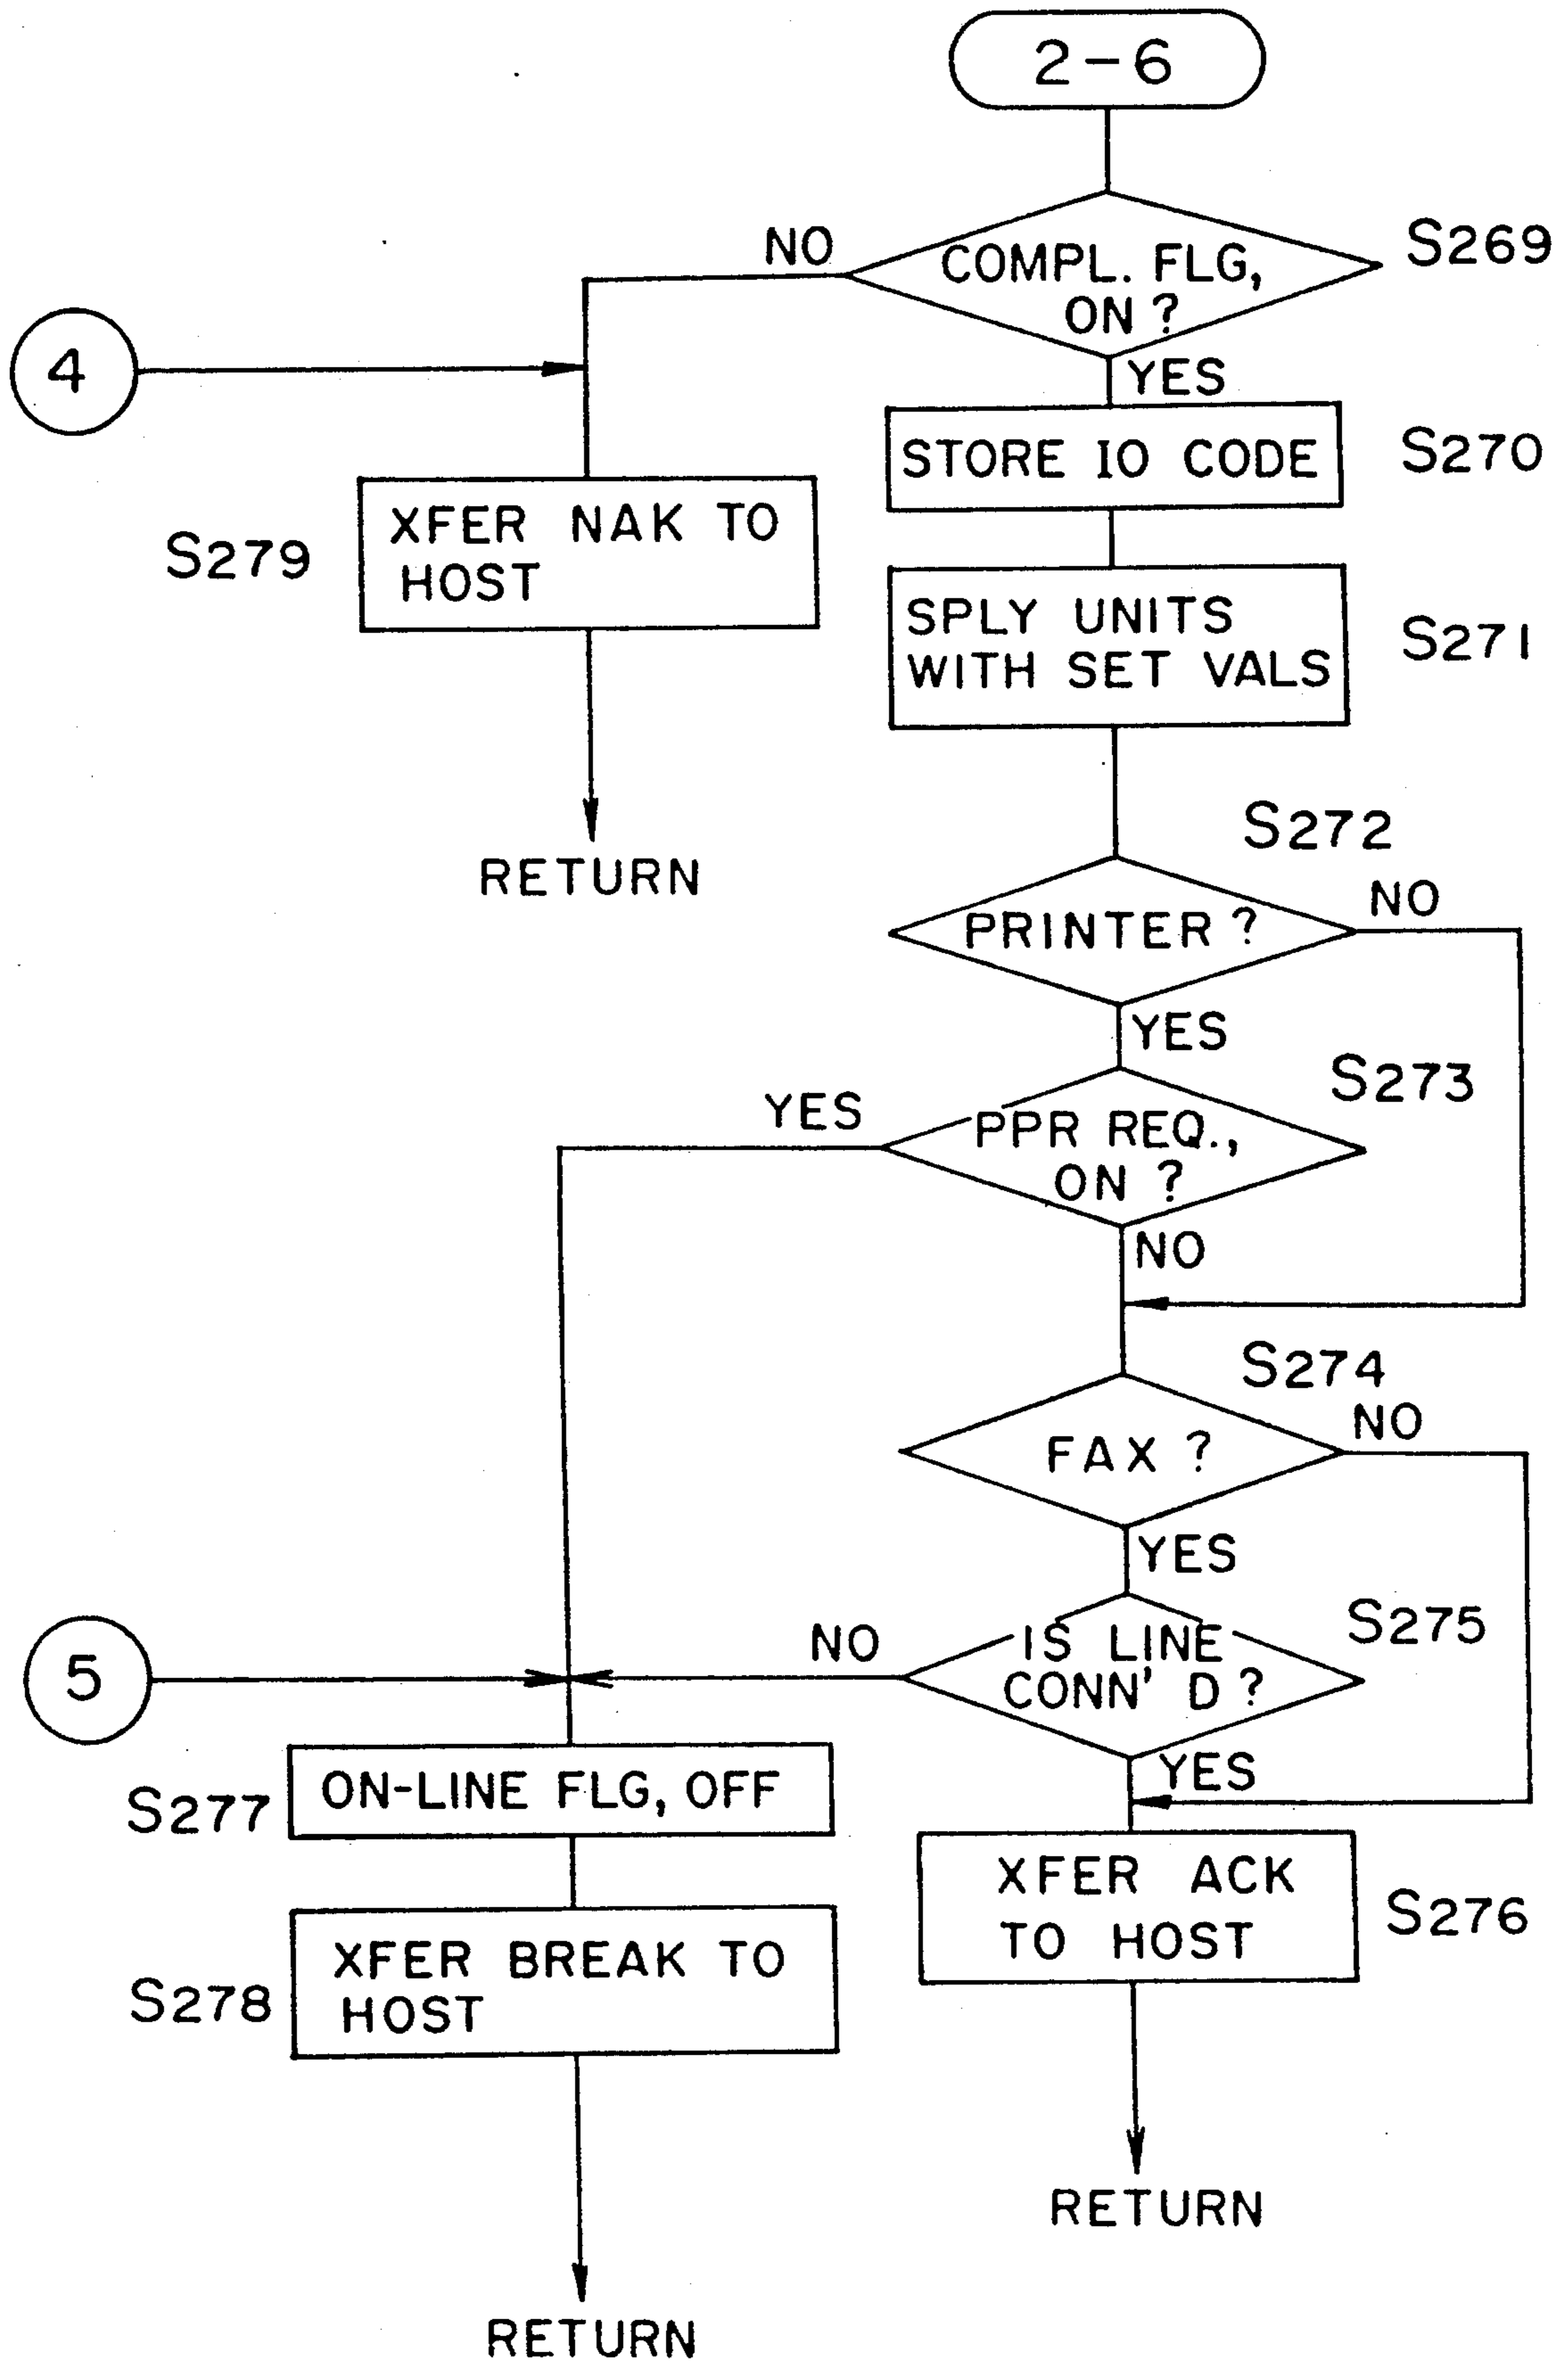 2-6
NO
COMPL. FLG,
ON ?
S269
4
YES
STORE IO CODE
S270
XFER NAK TO
HOST
S279
SPLY UNITS
WITH SET VALS
S271
RETURN
S272
PRINTER ?
NO
YES
S273
YES
PPR REQ.,
ON ?
NO
S274
FAX ?
NO
YES
S275
5
NO
IS LINE
CONN' D ?
YES
S277
ON-LINE FLG, OFF
XFER ACK
TO HOST
S276
S278
XFER BREAK TO
HOST
RETURN
RETURN